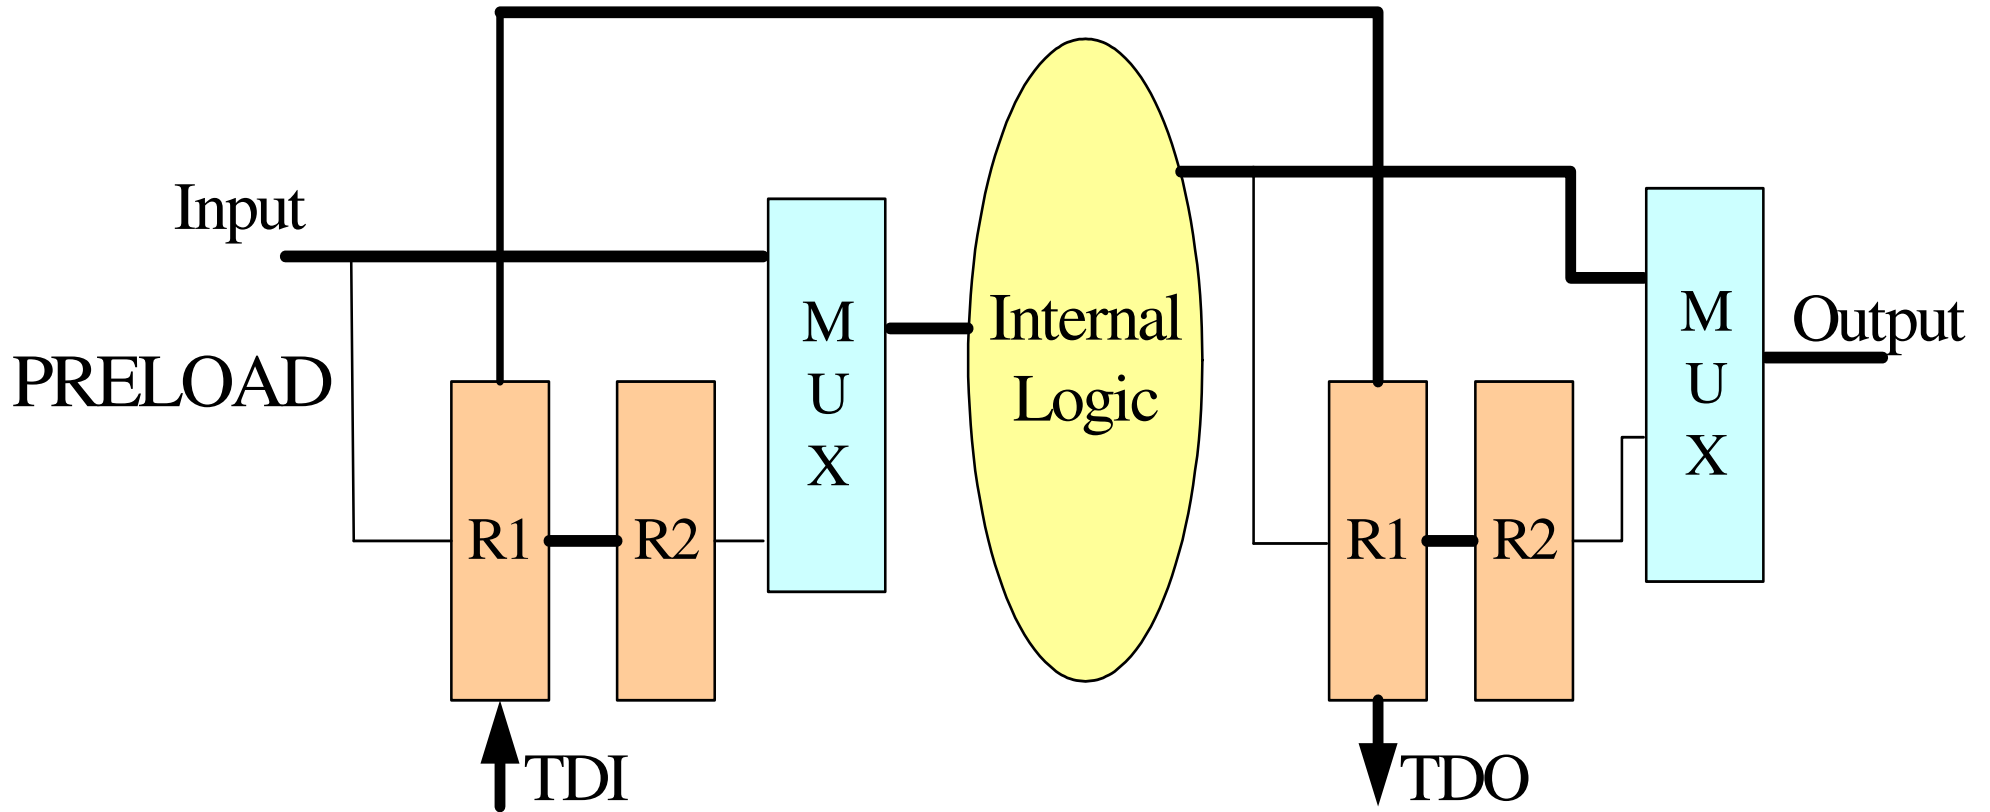 Input
PRELOAD
R1
R2
M
U
X
Internal
Logic
R1
R2
M
U
X
Output
TDI
TDO